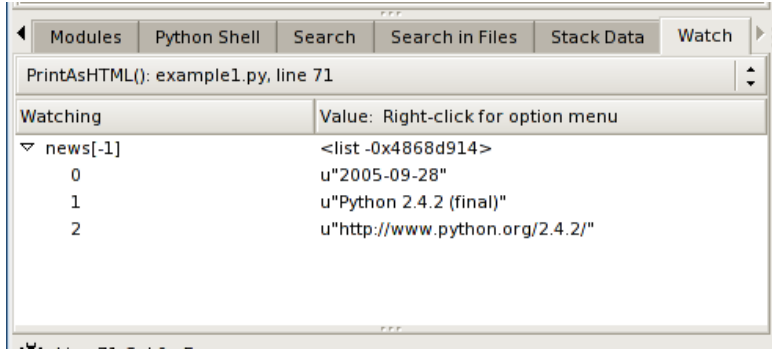 Modules Python Shell Search Search in Files Stack Data Watch
PrintAsHTML(): example1.py, line 71
Watching Value: Right-click for option menu
news[-1] <list -0x4868d914>
0 u"2005-09-28"
1 u"Python 2.4.2 (final)"
2 u"http://www.python.org/2.4.2/"